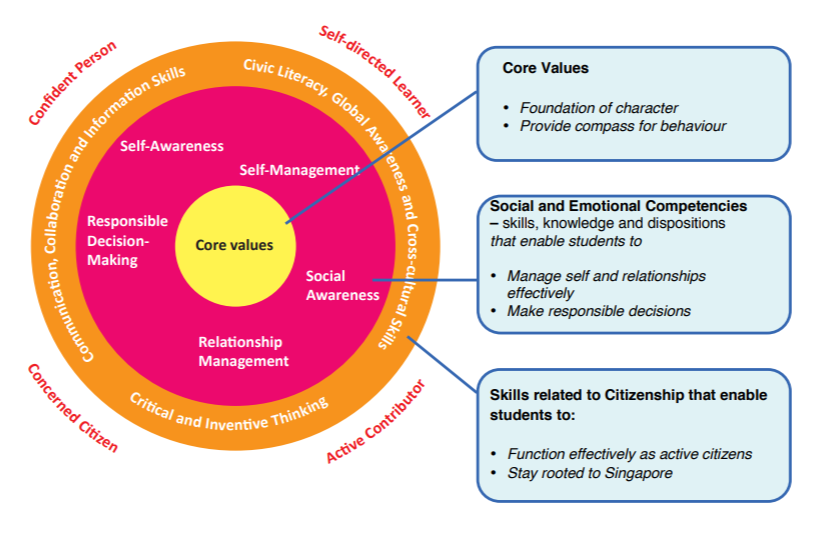 Confident Person
Self-directed Learner
Communication, Collaboration and Information Skills
Civic Literacy, Global Awareness and Cross-cultural Skills
Self-Awareness
Self-Management
Responsible
Decision-
Making
Core values
Social
Awareness
Relationship
Management
Critical and Inventive Thinking
Concerned Citizen
Active Contributor
Core Values
• Foundation of character
• Provide compass for behaviour
Social and Emotional Competencies
– skills, knowledge and dispositions
that enable students to
• Manage self and relationships
effectively
• Make responsible decisions
Skills related to Citizenship that enable
students to:
• Function effectively as active citizens
• Stay rooted to Singapore